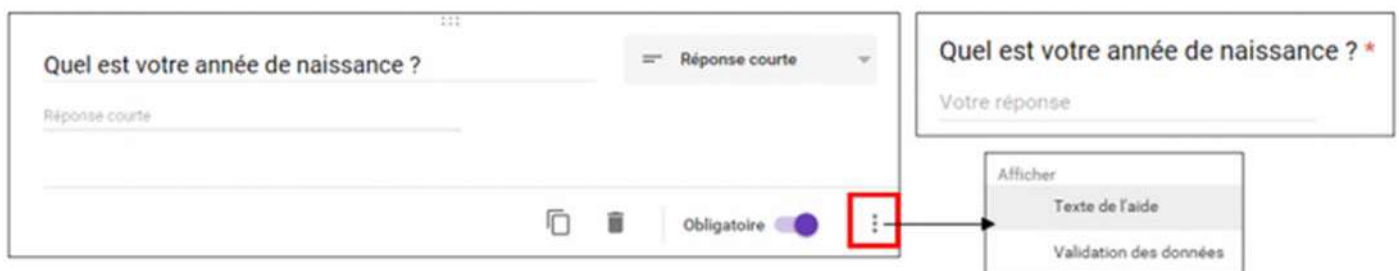 Quel est votre année de naissance ?
Réponse courte
Réponse courte
Obligatoire
Quel est votre année de naissance ? *
Votre réponse
Afficher
Texte de l'aide
Validation des données